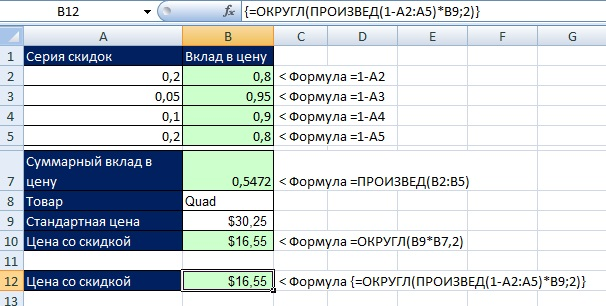 B12 fx {=ОКРУГЛ(ПРОИЗВЕД(1-A2:A5)*B9;2)}
A B C D E F G
1 Серия скидок Вклад в цену
2 0,2 0,8 < Формула =1-A2
3 0,05 0,95 < Формула =1-A3
4 0,1 0,9 < Формула =1-A4
5 0,2 0,8 < Формула =1-A5
Суммарный вклад в
7 цену 0,5472 < Формула =ПРОИЗВЕД(B2:B5)
8 Товар Quad
9 Стандартная цена $30,25
10 Цена со скидкой $16,55 < Формула =ОКРУГЛ(B9*B7,2)
11
12 Цена со скидкой $16,55 < Формула {=ОКРУГЛ(ПРОИЗВЕД(1-A2:A5)*B9;2)}
13